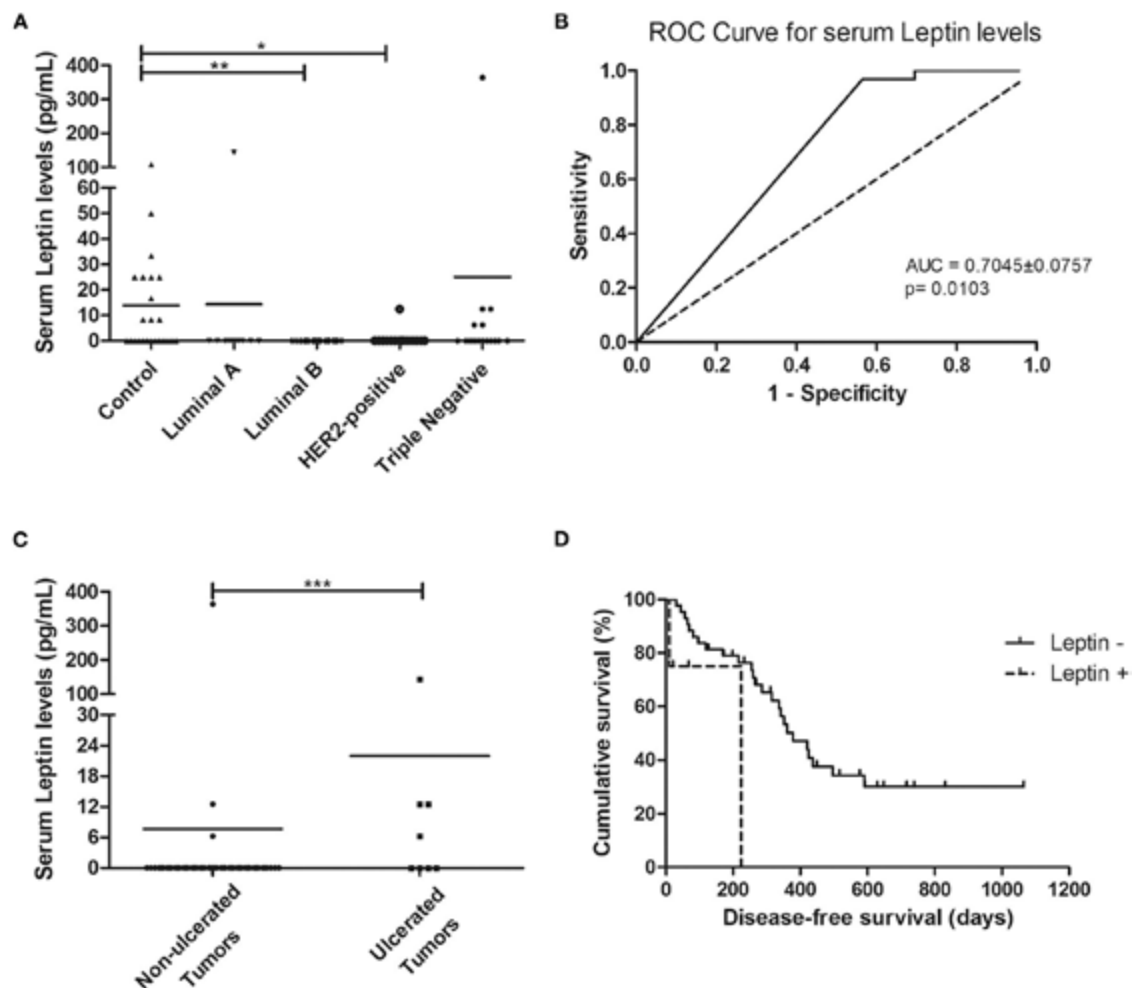 A
Serum Leptin levels (pg/mL)
400
300
200
100
60
50
40
30
20
10
0
*
**
Control
Luminal A
Luminal B
HER2-positive
Triple Negative
B
ROC Curve for serum Leptin levels
Sensitivity
1.0
0.8
0.6
0.4
0.2
0.0
AUC = 0.7045±0.0757
p= 0.0103
0.0 0.2 0.4 0.6 0.8 1.0
1 - Specificity
C
Serum Leptin levels (pg/mL)
400
300
200
100
30
24
18
12
6
0
***
Non-ulcerated
Tumors
Ulcerated
Tumors
D
Cumulative survival (%)
100
80
60
40
20
0
Leptin -
Leptin +
0 200 400 600 800 1000 1200
Disease-free survival (days)